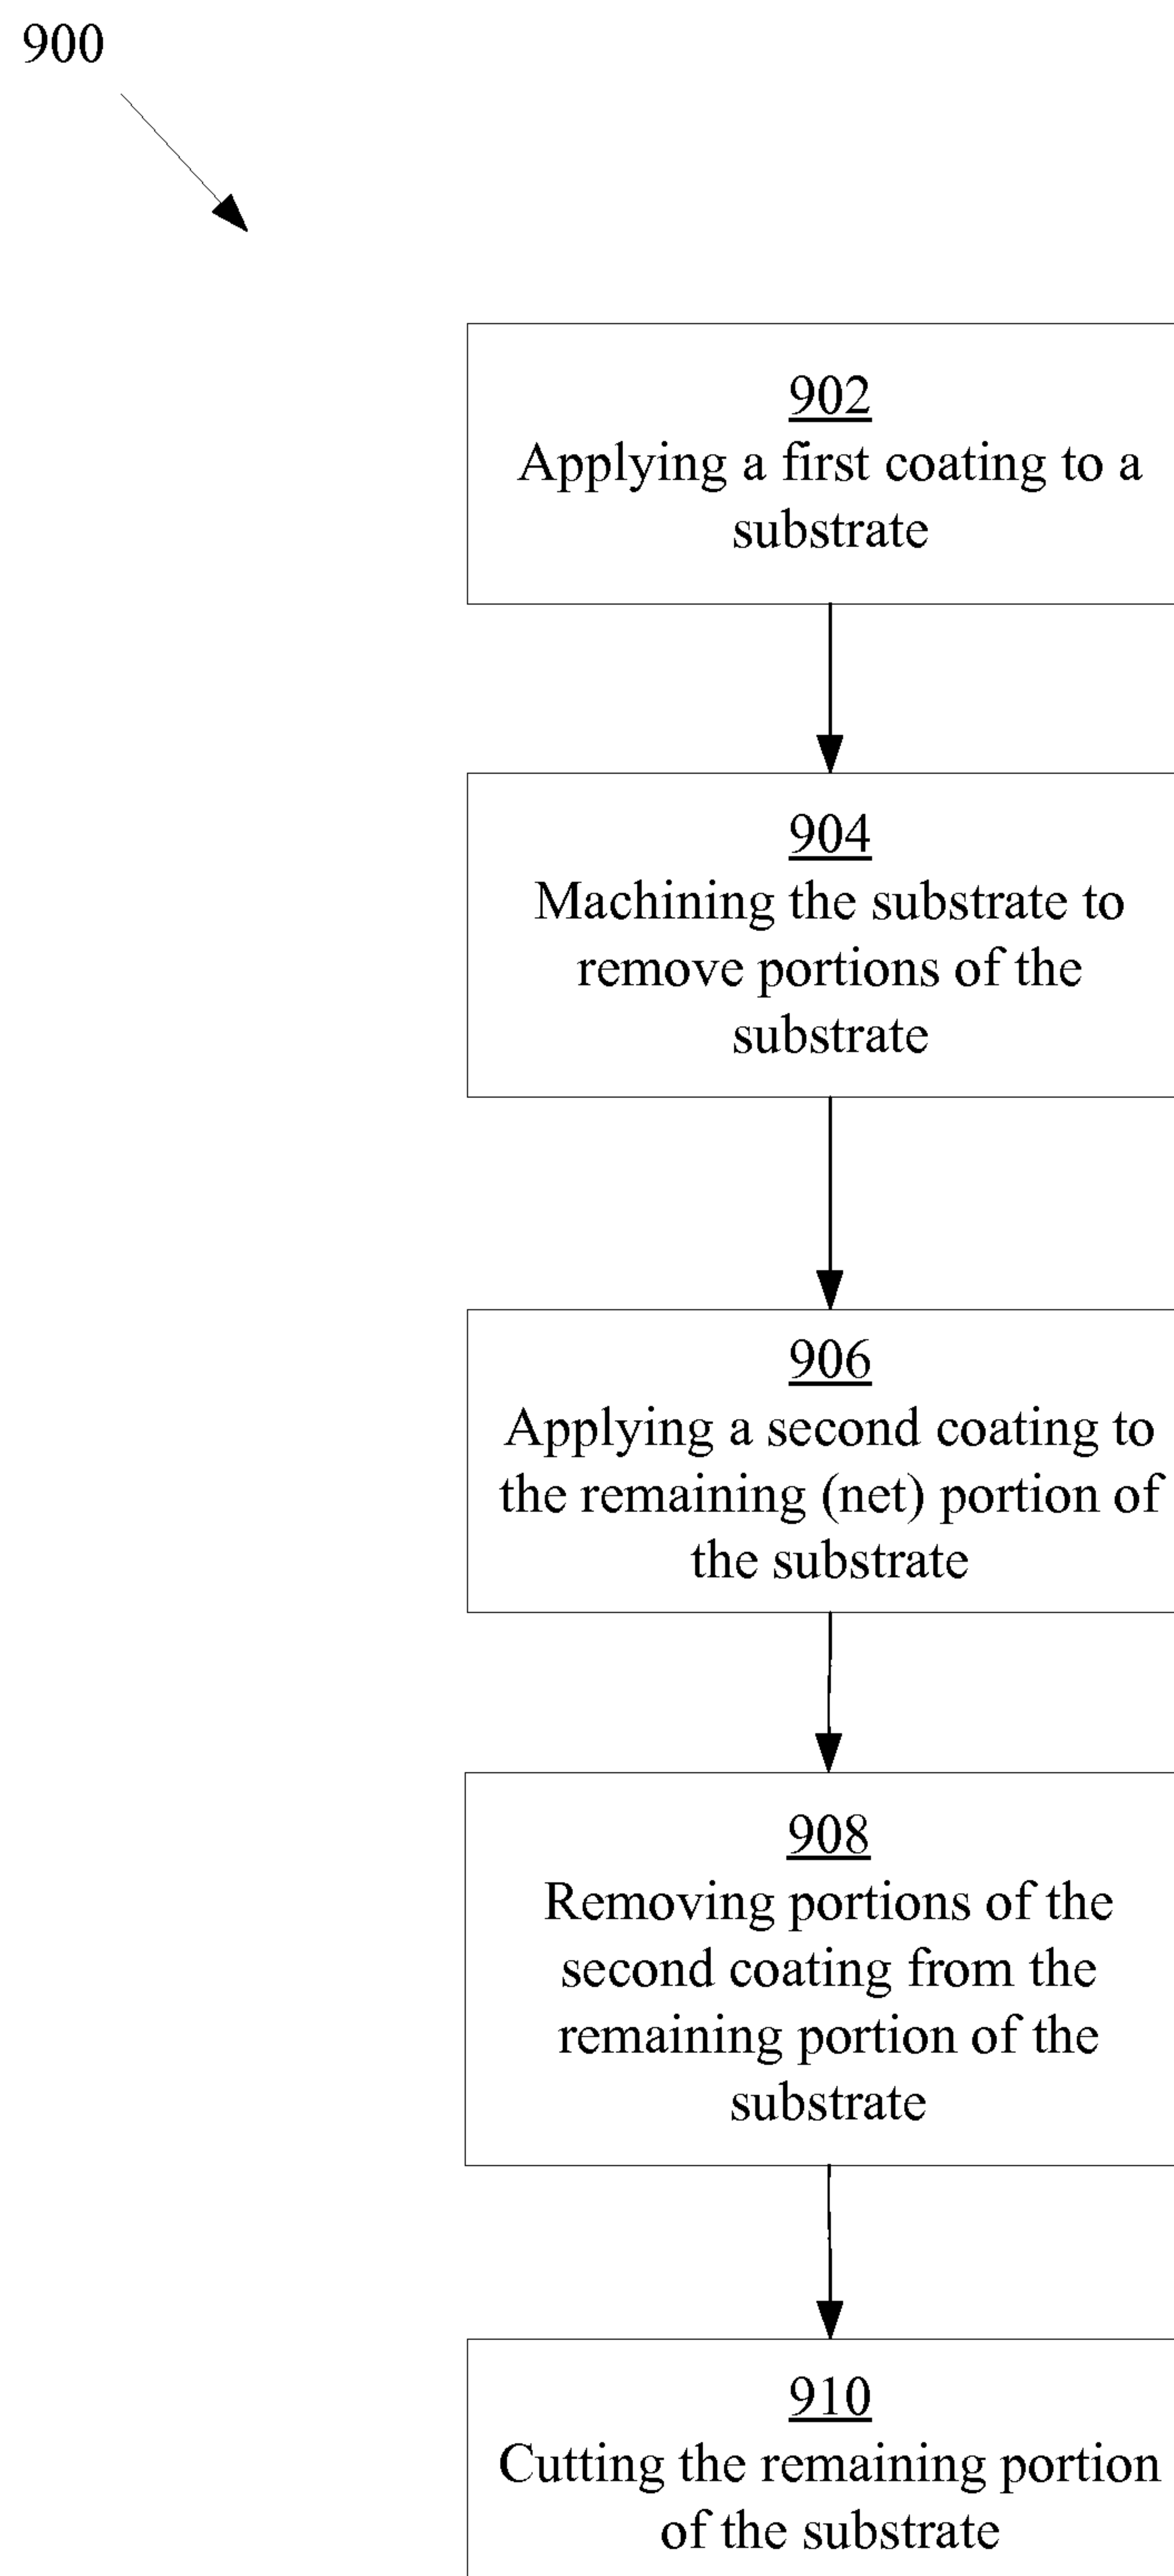 900
902
Applying a first coating to a
substrate
904
Machining the substrate to
remove portions of the
substrate
906
Applying a second coating to
the remaining (net) portion of
the substrate
908
Removing portions of the
second coating from the
remaining portion of the
substrate
910
Cutting the remaining portion
of the substrate